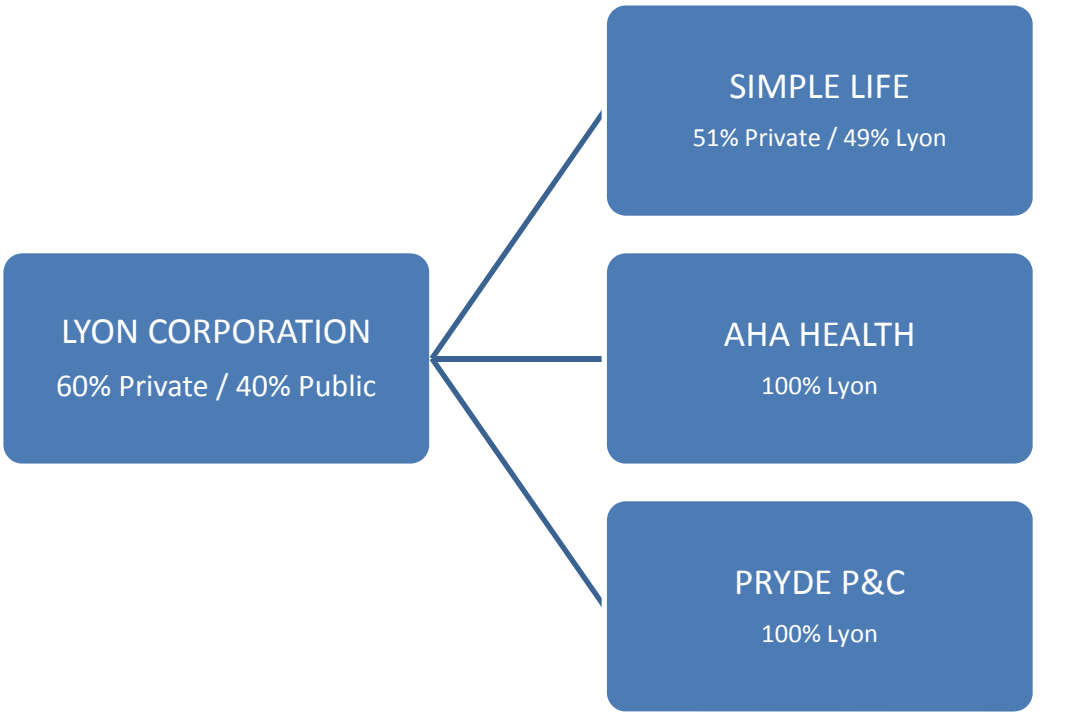 LYON CORPORATION
60% Private / 40% Public
SIMPLE LIFE
51% Private / 49% Lyon
AHA HEALTH
100% Lyon
PRYDE P&C
100% Lyon